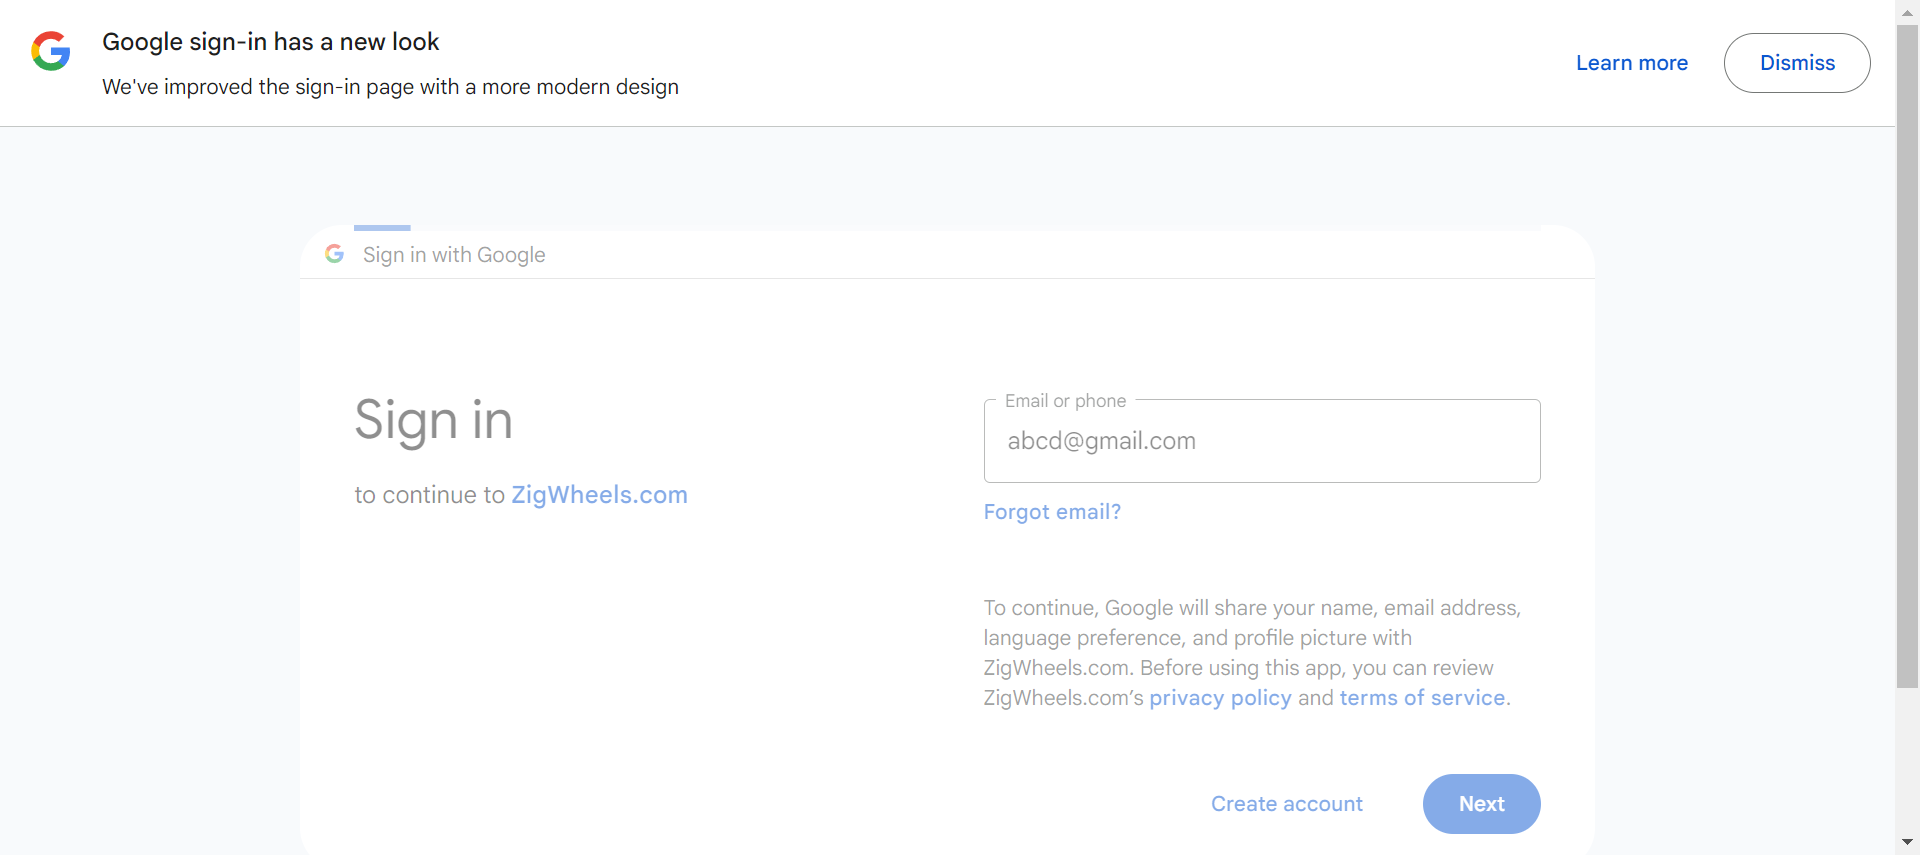 Google sign-in has a new look
We've improved the sign-in page with a more modern design
Learn more
Dismiss
Sign in with Google
Sign in
to continue to ZigWheels.com
Email or phone
abcd@gmail.com
Forgot email?
To continue, Google will share your name, email address,
language preference, and profile picture with
ZigWheels.com. Before using this app, you can review
ZigWheels.com’s privacy policy and terms of service.
Create account
Next